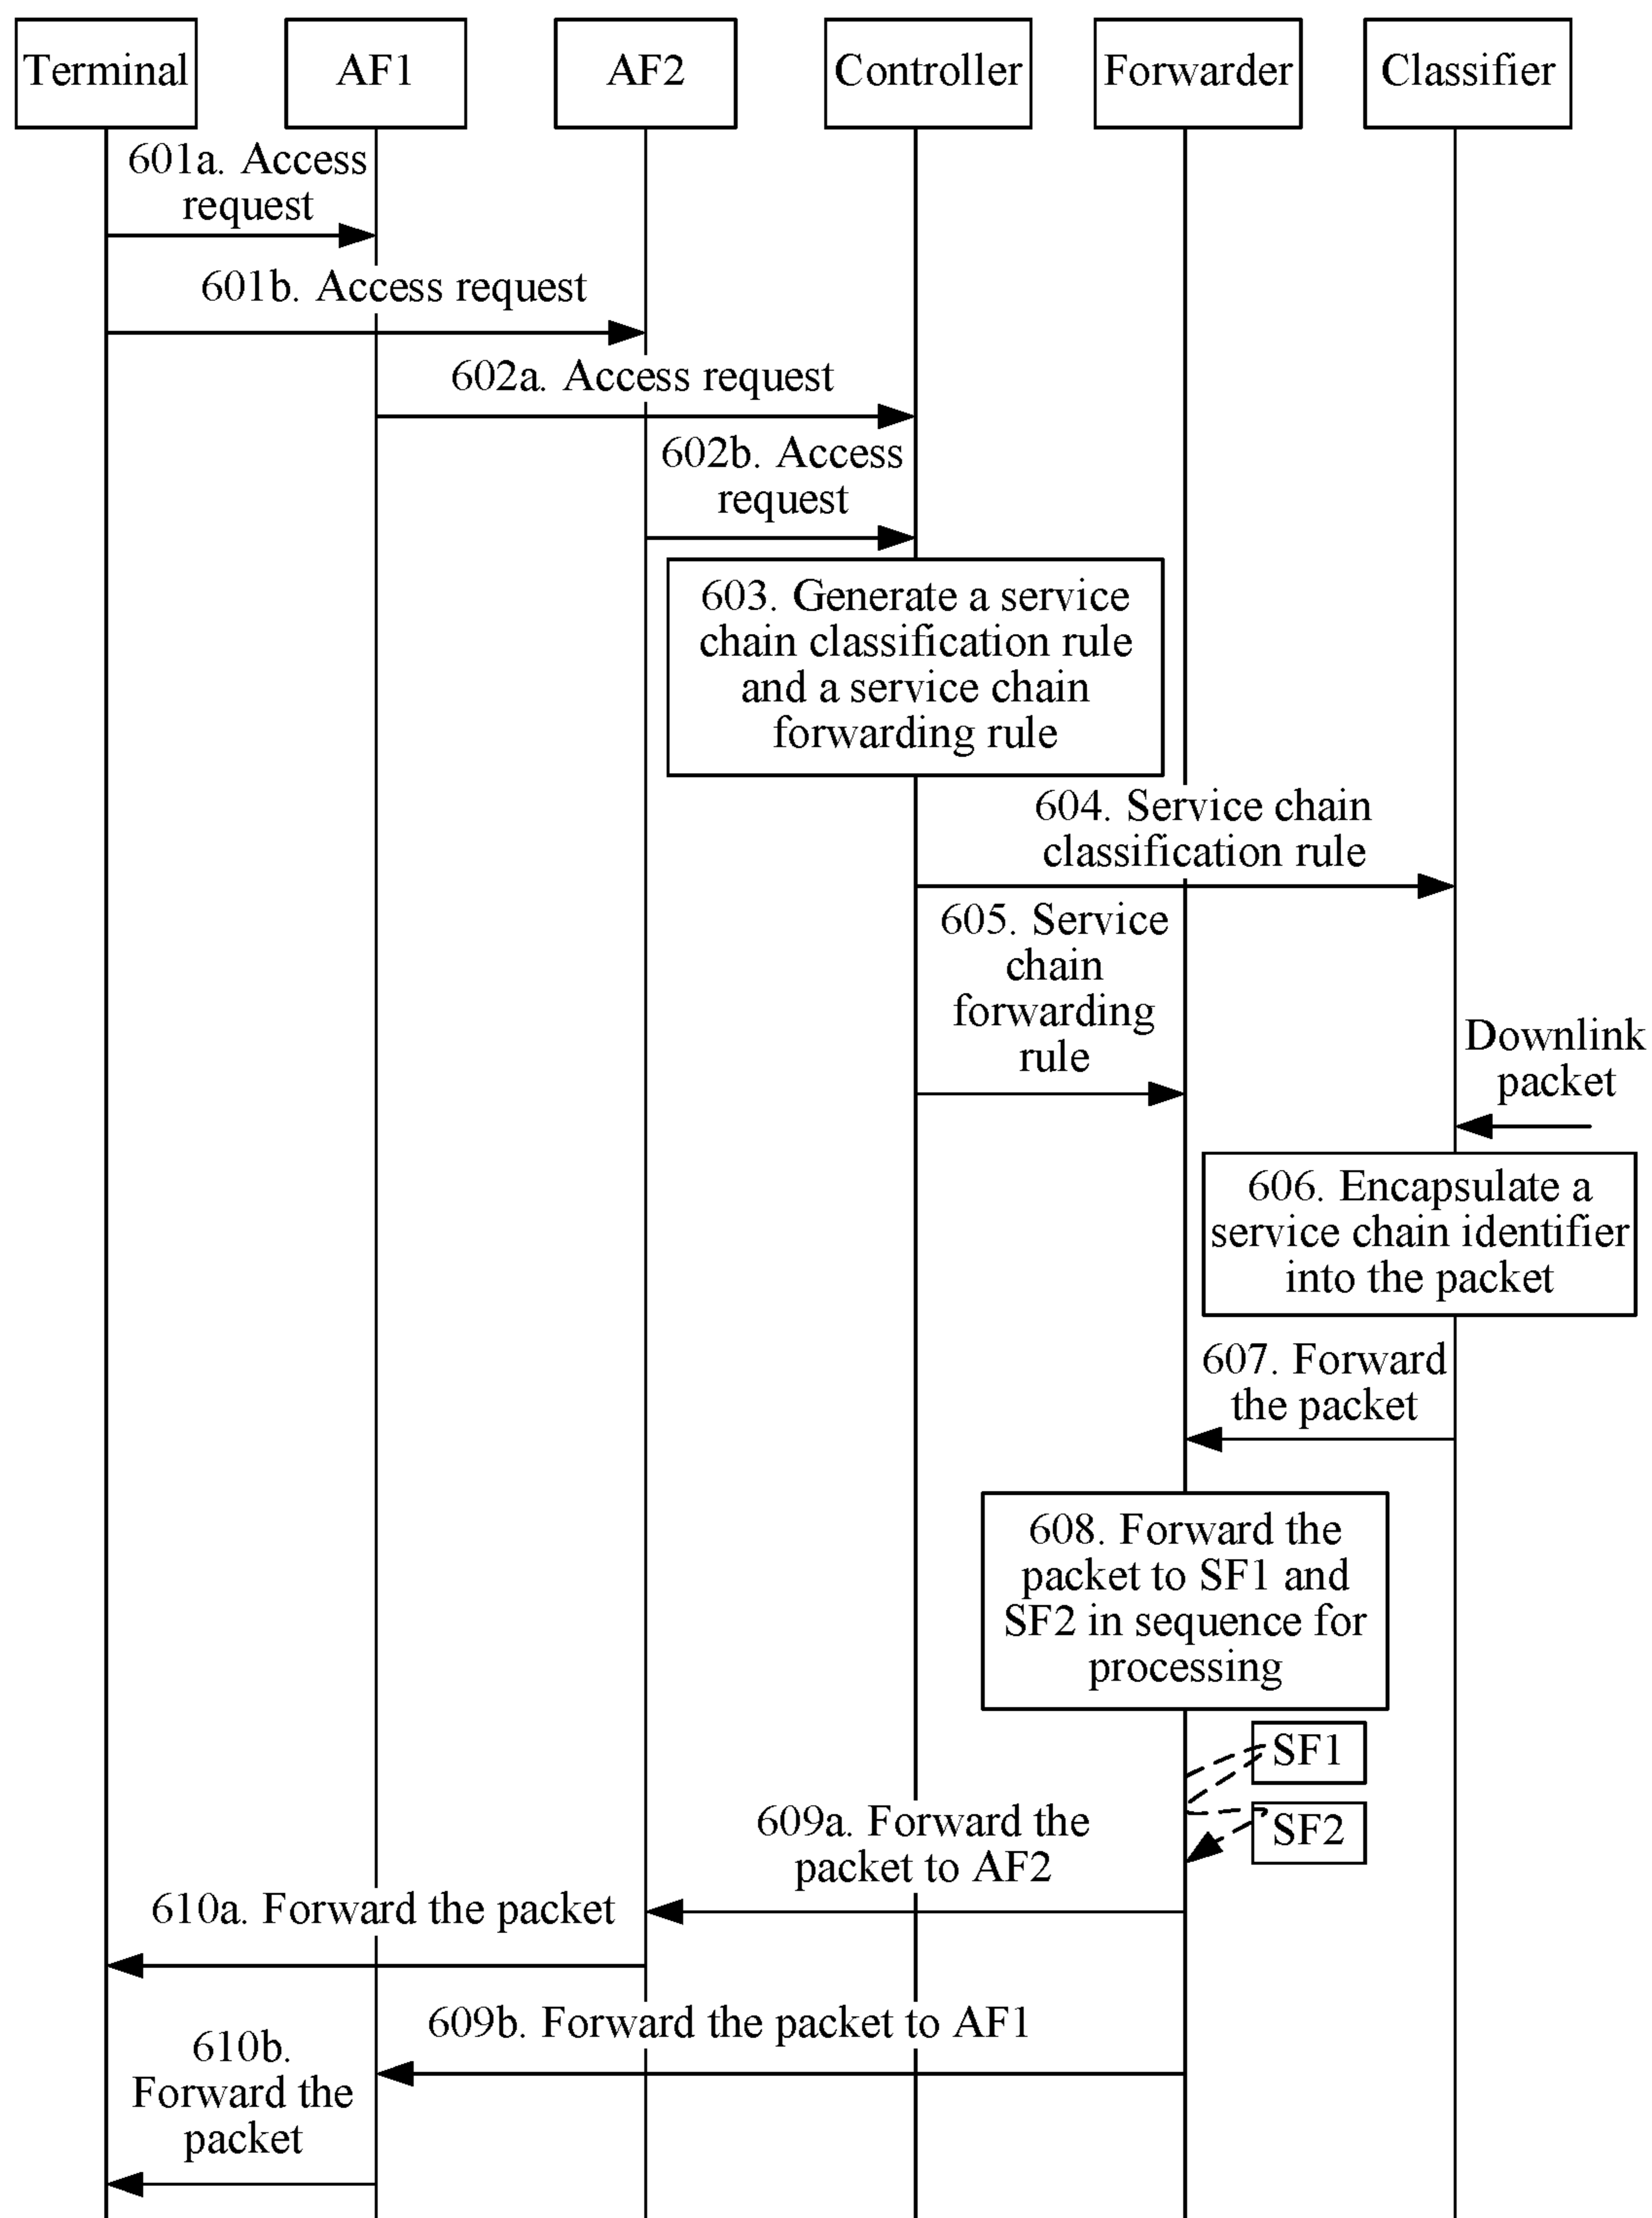 Terminal
AF1
AF2
Controller
Forwarder
Classifier
601a. Access
request
601b. Access request
602a. Access request
602b. Access
request
603. Generate a service
chain classification rule
and a service chain
forwarding rule
604. Service chain
classification rule
605. Service
chain
forwarding
rule
Downlink
packet
606. Encapsulate a
service chain identifier
into the packet
607. Forward
the packet
608. Forward the
packet to SF1 and
SF2 in sequence for
processing
SF1
SF2
609a. Forward the
packet to AF2
610a. Forward the packet
609b. Forward the packet to AF1
610b.
Forward the
packet